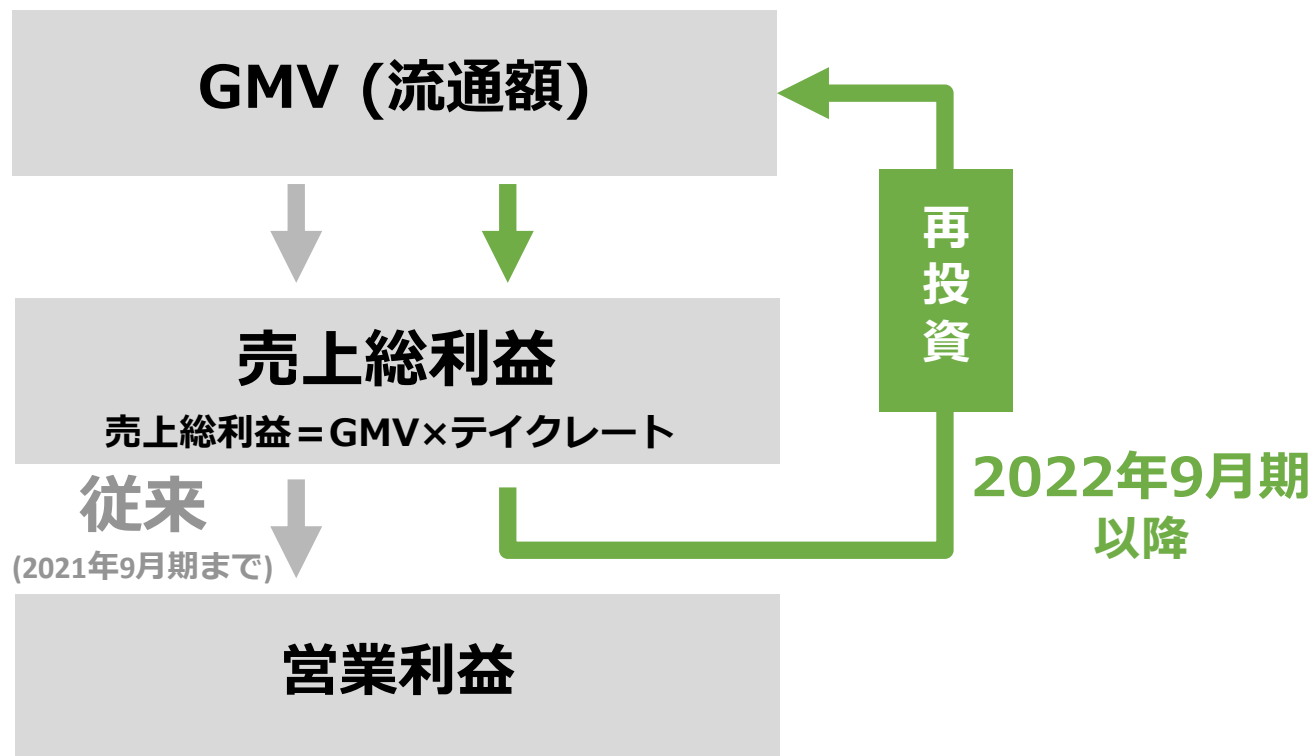 GMV (流通額)
再投資
売上総利益
売上総利益＝GMV×テイクレート
従来
(2021年9月期まで)
2022年9月期
以降
営業利益